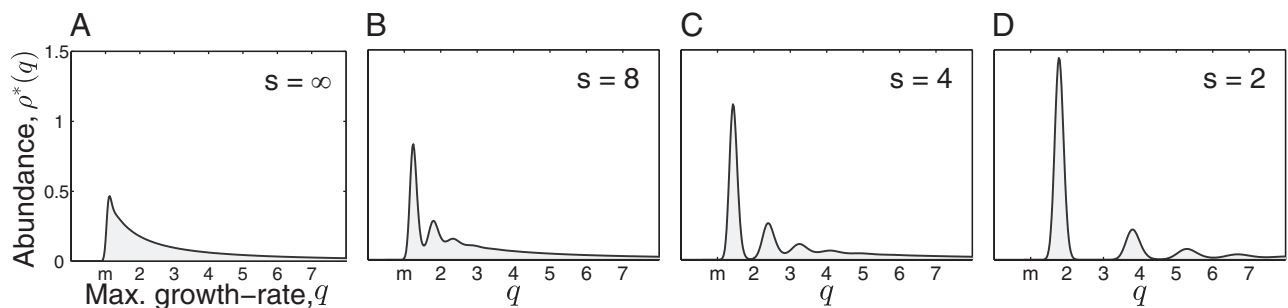 A
B
C
D
Abundance, ρ*(q)
1.5
1
0.5
0
s = ∞
s = 8
s = 4
s = 2
m 2 3 4 5 6 7
m 2 3 4 5 6 7
m 2 3 4 5 6 7
m 2 3 4 5 6 7
Max. growth−rate,q
q
q
q